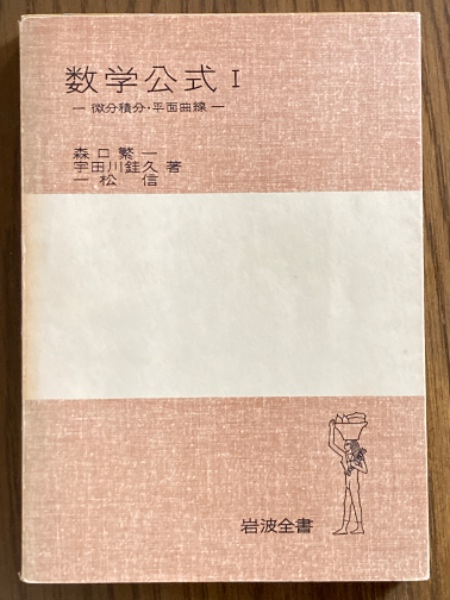 数学公式 I
— 微分積分・平面曲線 —
森口繁一
宇田川銈久 著
一松 信
岩波全書